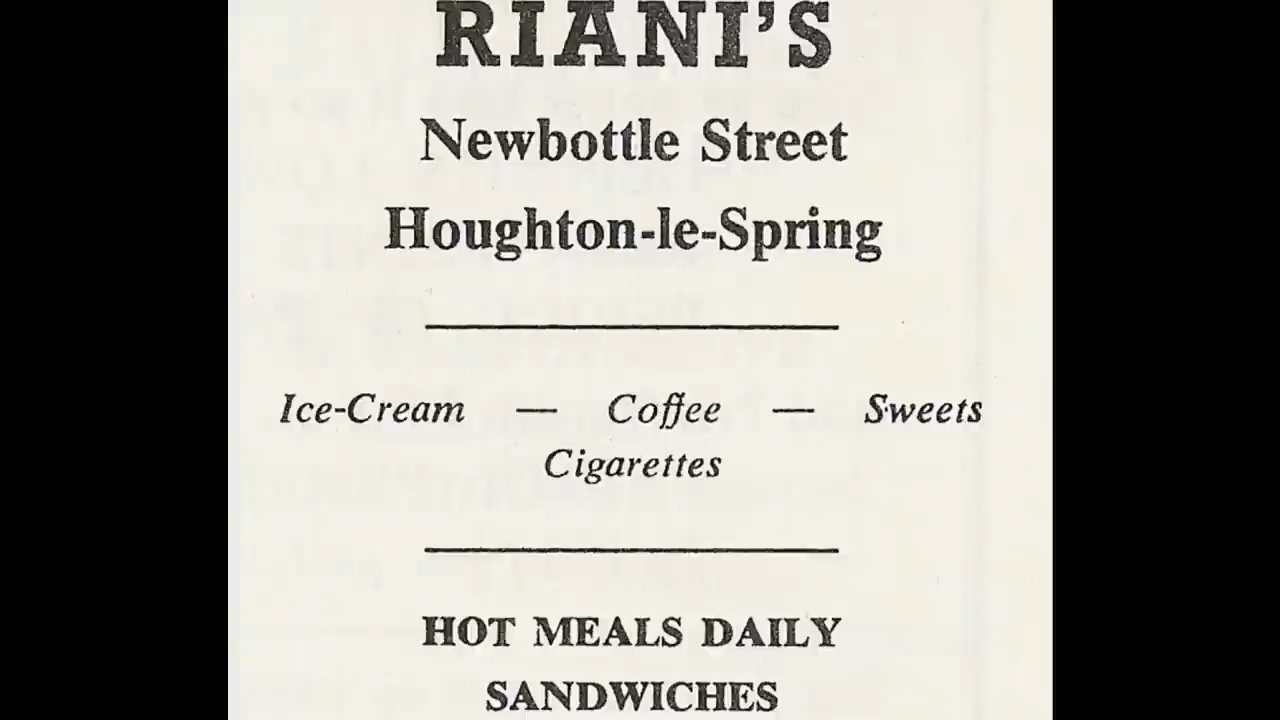 RIANI'S
Newbottle Street
Houghton-le-Spring
Ice-Cream — Coffee — Sweets
Cigarettes
HOT MEALS DAILY
SANDWICHES